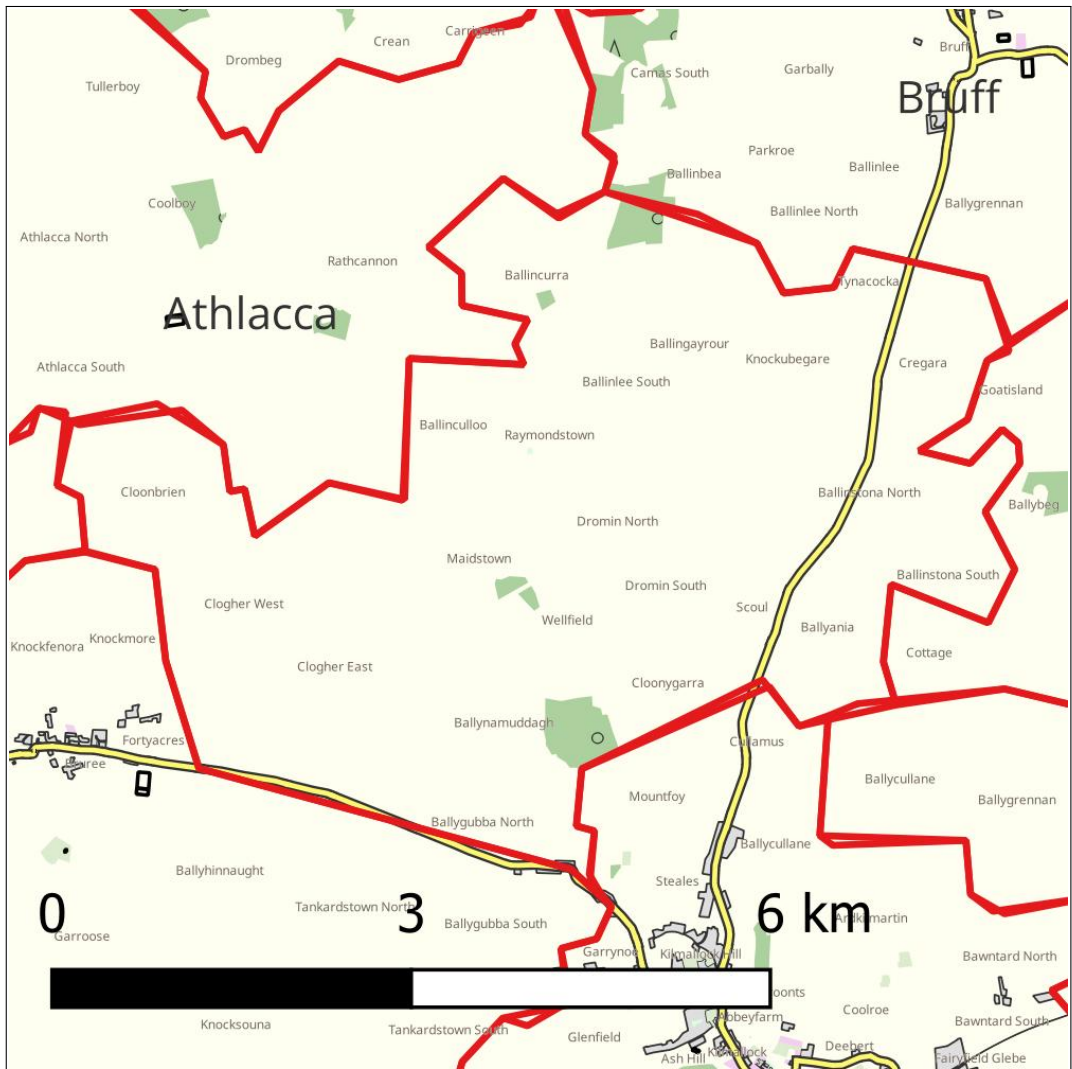 Carrigeen
Crean
Bruff
Drombeg
Camas South
Garbally
Tullerboy
Bruff
Parkroe
Ballinlee
Ballinbea
Coolboy
Ballinlee North
Ballygrennan
Athlacca North
Rathcannon
Ballincurra
Tynacocka
Athlacca
Ballingayrour
Knockubegare
Cregara
Athlacca South
Ballinlee South
Goatisland
Ballinculloo
Raymondstown
Cloonbrien
Ballinstona North
Ballybeg
Dromin North
Maidstown
Dromin South
Ballinstona South
Clogher West
Scoul
Wellfield
Ballyania
Knockfenora
Knockmore
Cottage
Clogher East
Cloonygarra
Ballynamuddagh
Fortyacres
Cullamus
Bruree
Ballycullane
Mountfoy
Ballygrennan
Ballygubba North
Ballycullane
Ballyhinnaught
Steales
0 3 6 km
Tankardstown North
Ballygubba South
Ardkilmartin
Garroose
Garrynoe
Kilmallock Hill
Bawntard North
oonts
Coolroe
Abbeyfarm
Bawntard South
Knocksouna
Tankardstown South
Glenfield
Deebert
Ash Hill
Kilmallock
Fairyfield Glebe